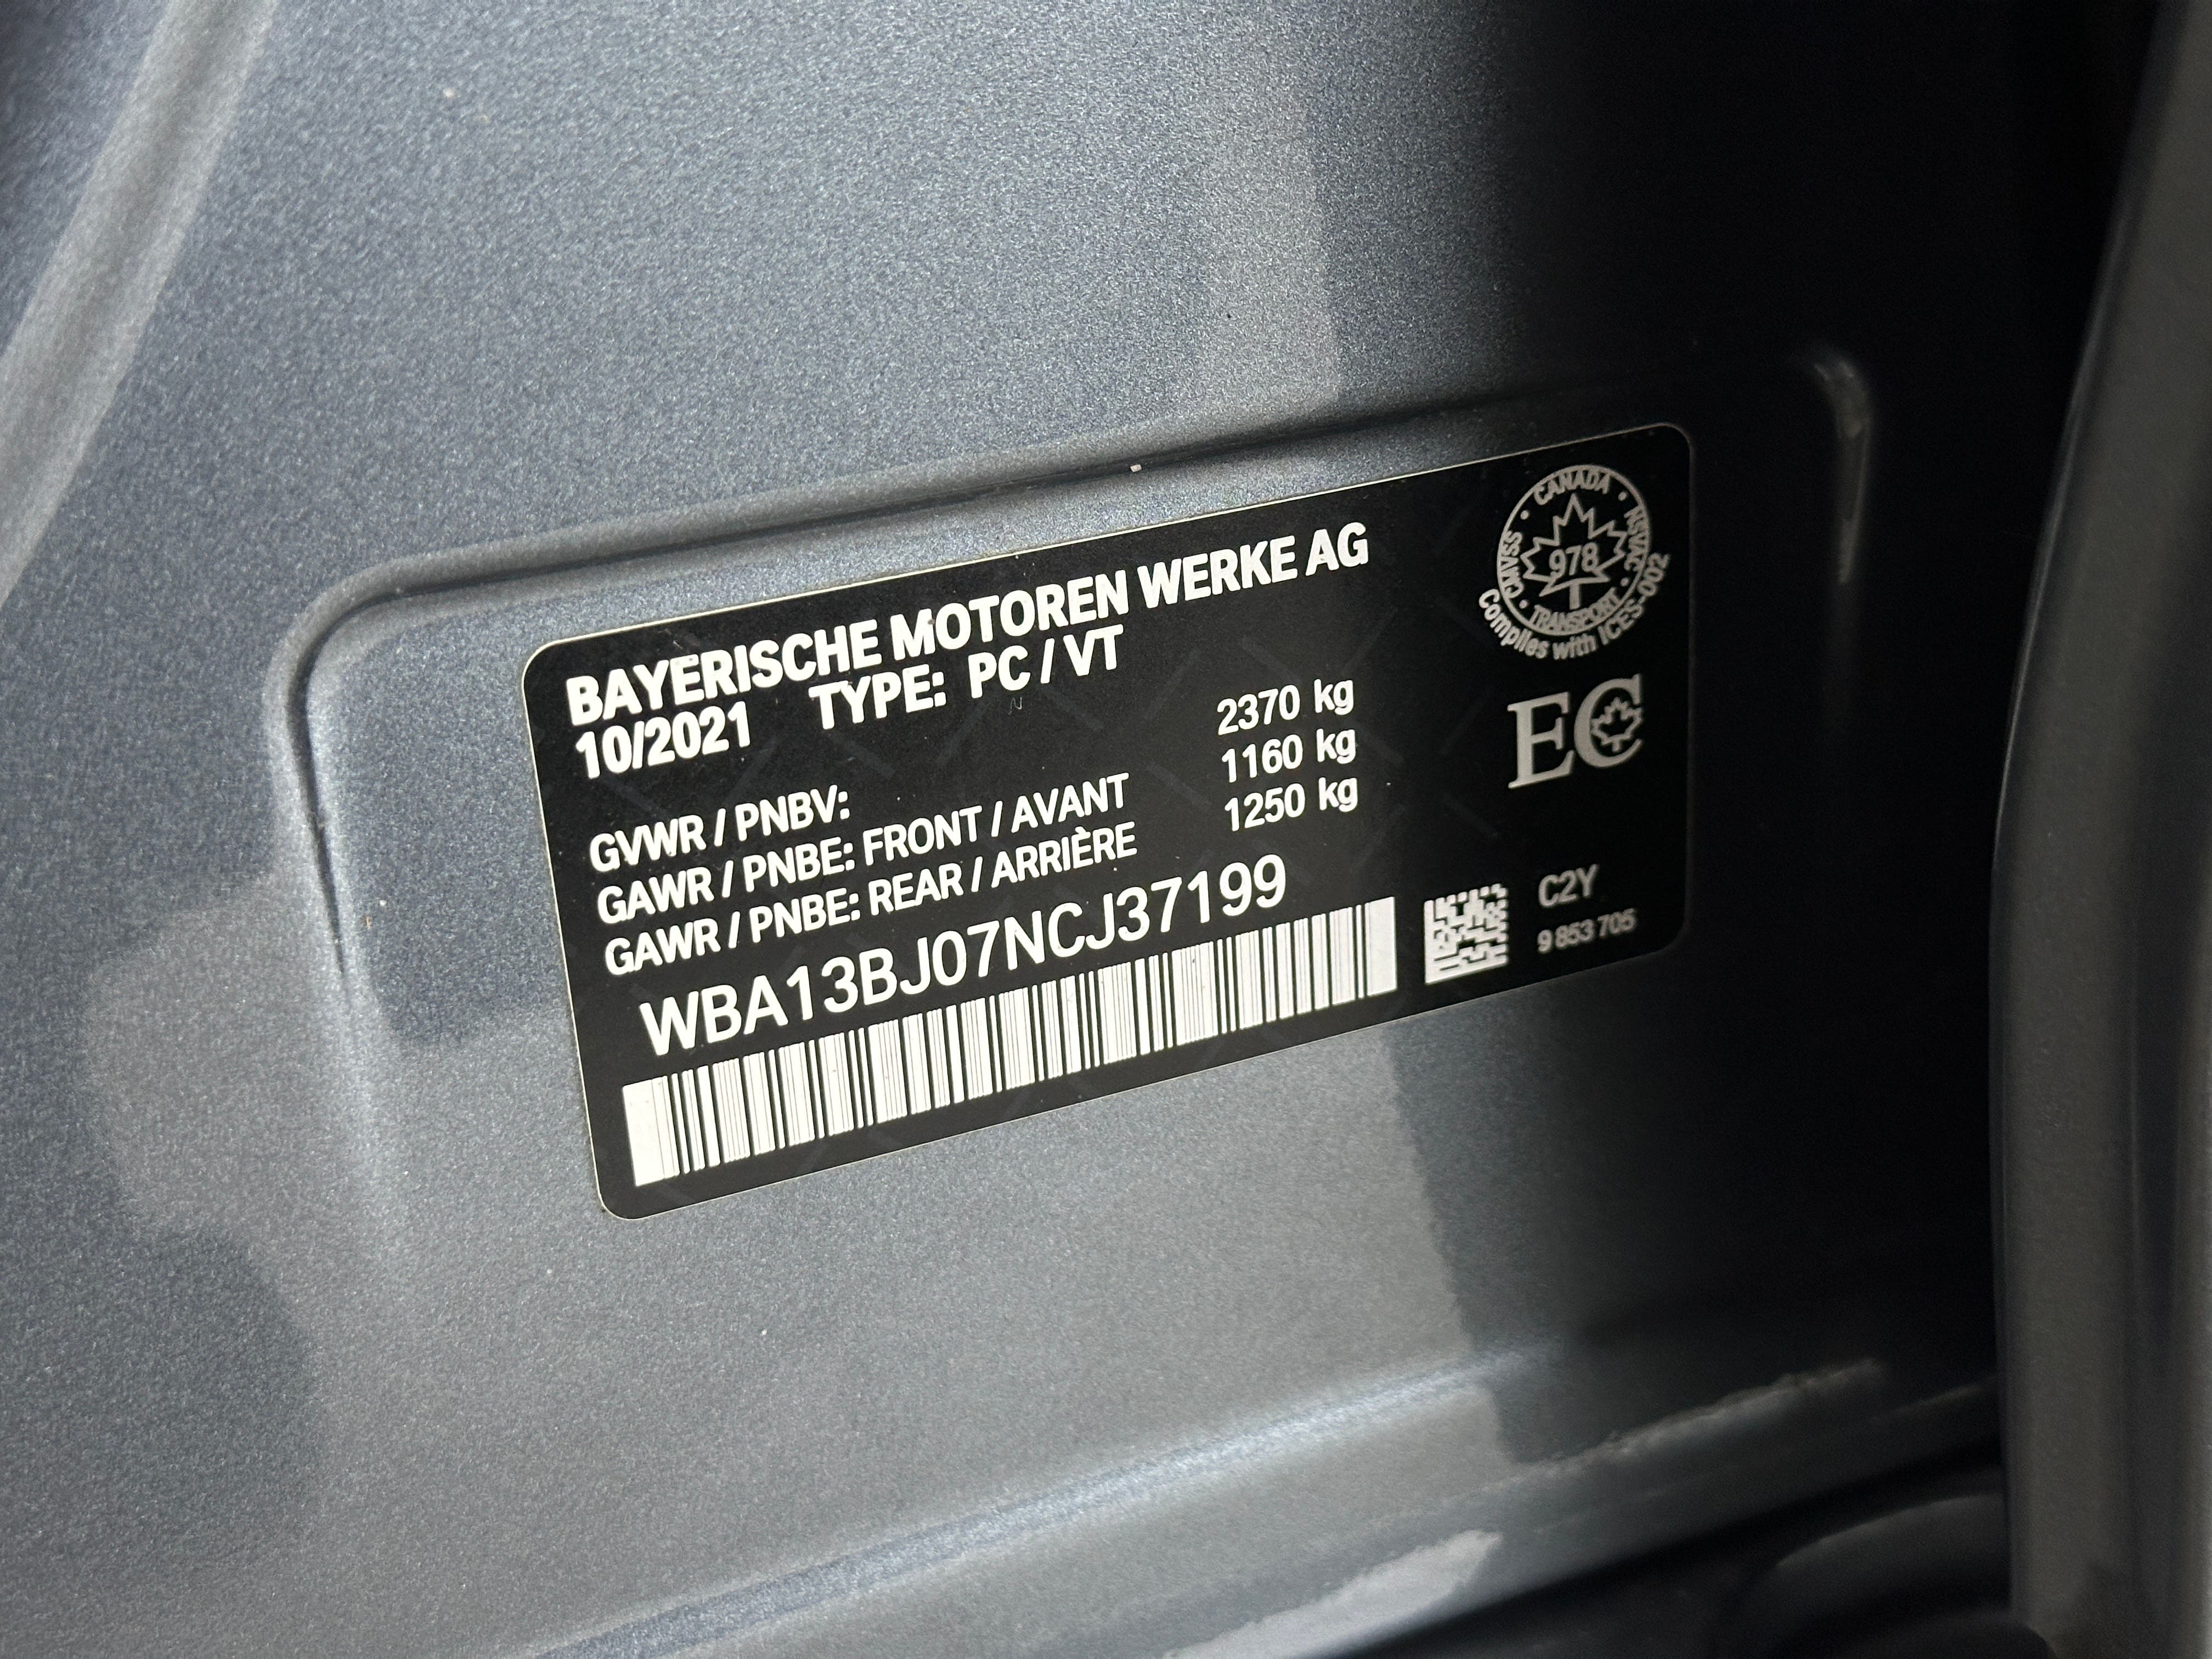 BAYERISCHE MOTOREN WERKE AG
10/2021 TYPE: PC / VT
GVWR / PNBV: 2370 kg
GAWR / PNBE: FRONT / AVANT 1160 kg
GAWR / PNBE: REAR / ARRIÈRE 1250 kg
WBA13BJ07NCJ37199
CANADA
CMVSS
NSVAC
978
TRANSPORT
Complies with ICES-002
EC
C2Y
9 853 705